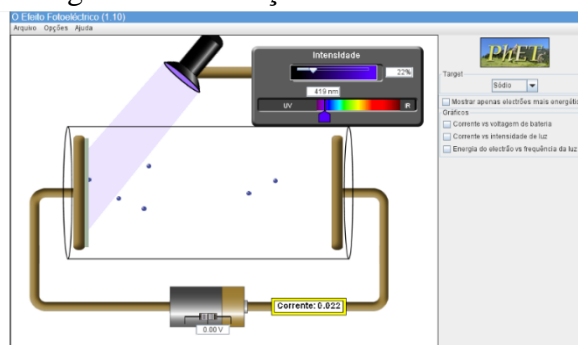 O Efeito Fotoeléctrico (1.10)
Arquivo Opções Ajuda
Intensidade
22%
419 nm
UV
IR
PhET
Target
Sódio
Mostrar apenas electrões mais energétic
Gráficos
Corrente vs voltagem de bateria
Corrente vs intensidade de luz
Energia do electrão vs frequência da luz
Corrente: 0.022
0.00 V